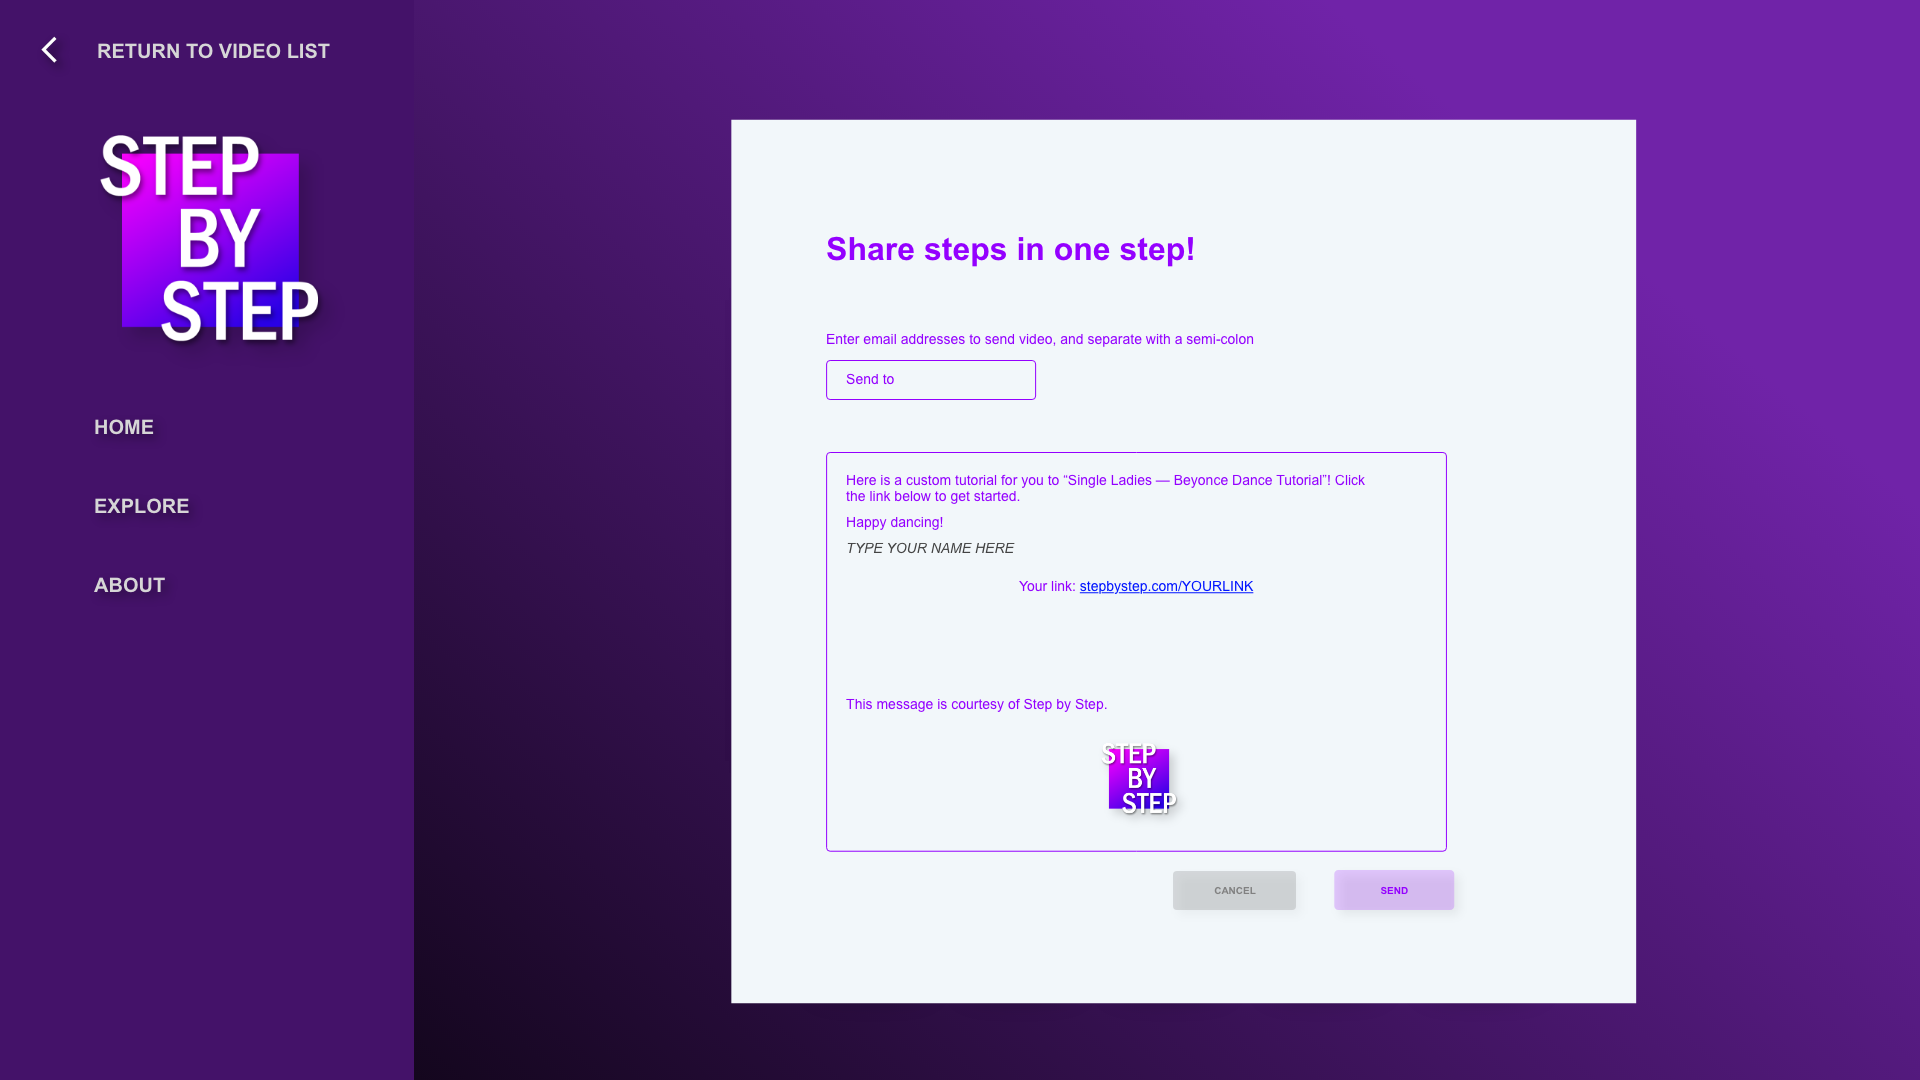 RETURN TO VIDEO LIST
STEP
BY
STEP
HOME
EXPLORE
ABOUT
Share steps in one step!
Enter email addresses to send video, and separate with a semi-colon
Send to
Here is a custom tutorial for you to “Single Ladies — Beyonce Dance Tutorial”! Click
the link below to get started.
Happy dancing!
TYPE YOUR NAME HERE
Your link: stepbystep.com/YOURLINK
This message is courtesy of Step by Step.
STEP
BY
STEP
CANCEL
SEND